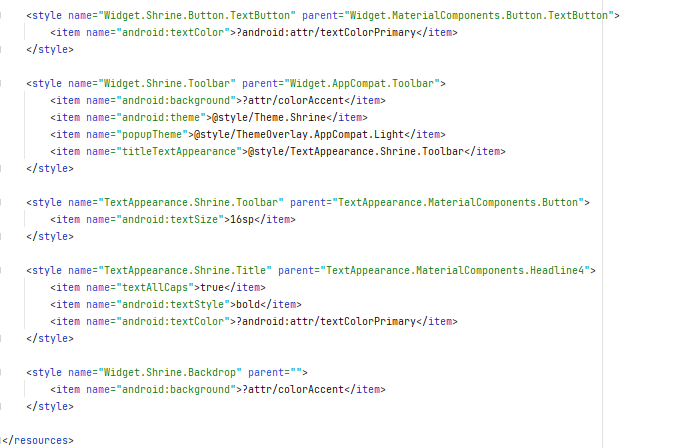 <style name="Widget.Shrine.Button.TextButton" parent="Widget.MaterialComponents.Button.TextButton">
<item name="android:textColor">?android:attr/textColorPrimary</item>
</style>
<style name="Widget.Shrine.Toolbar" parent="Widget.AppCompat.Toolbar">
<item name="android:background">?attr/colorAccent</item>
<item name="android:theme">@style/Theme.Shrine</item>
<item name="popupTheme">@style/ThemeOverlay.AppCompat.Light</item>
<item name="titleTextAppearance">@style/TextAppearance.Shrine.Toolbar</item>
</style>
<style name="TextAppearance.Shrine.Toolbar" parent="TextAppearance.MaterialComponents.Button">
<item name="android:textSize">16sp</item>
</style>
<style name="TextAppearance.Shrine.Title" parent="TextAppearance.MaterialComponents.Headline4">
<item name="textAllCaps">true</item>
<item name="android:textStyle">bold</item>
<item name="android:textColor">?android:attr/textColorPrimary</item>
</style>
<style name="Widget.Shrine.Backdrop" parent="">
<item name="android:background">?attr/colorAccent</item>
</style>
</resources>